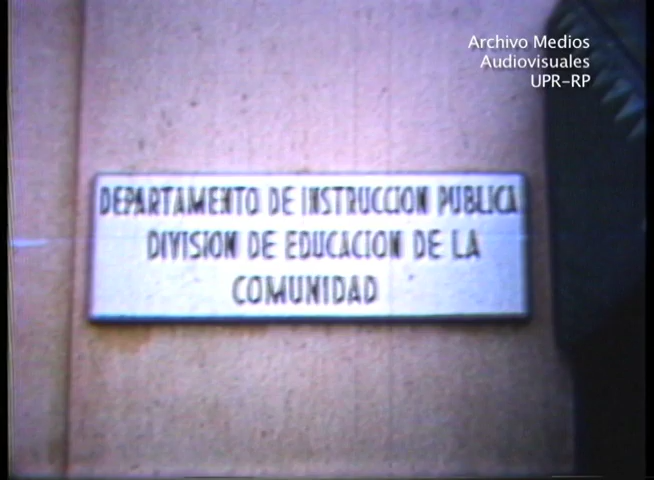 Archivo Medios
Audiovisuales
UPR-RP
DEPARTAMENTO DE INSTRUCCION PUBLICA
DIVISION DE EDUCACION DE LA
COMUNIDAD